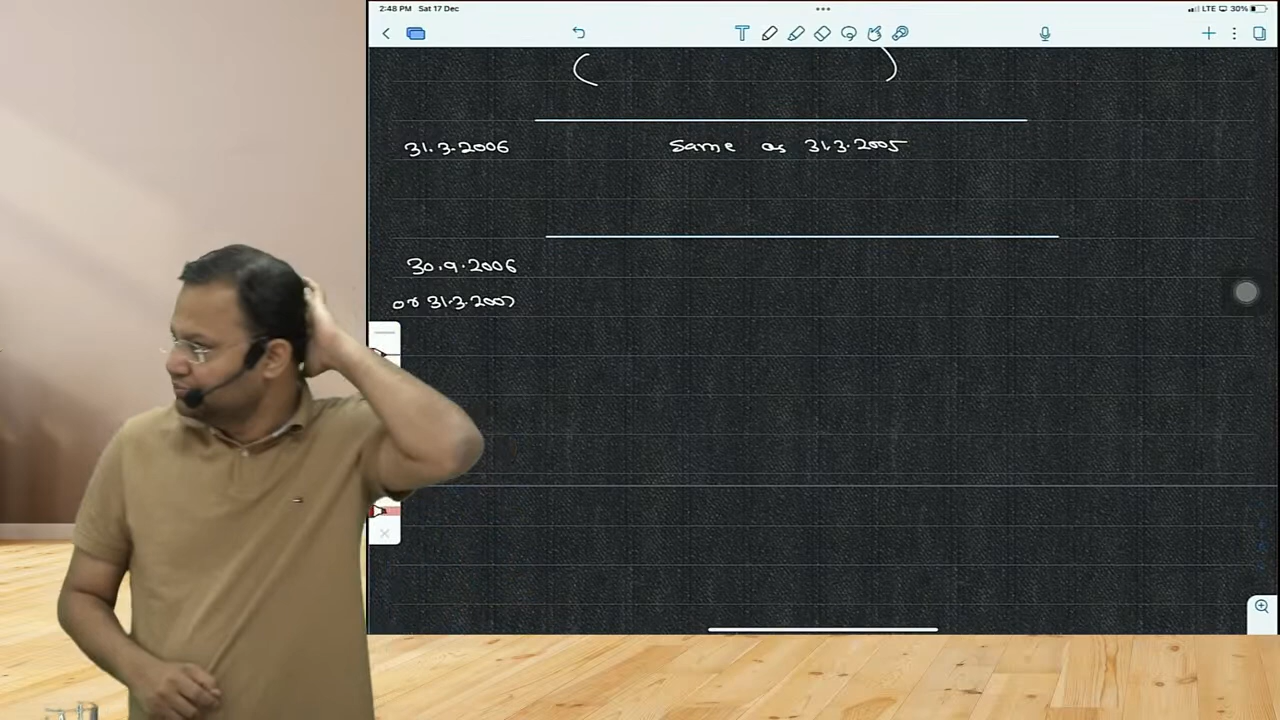 2:48 PM Sat 17 Dec
LTE 30%
T
31.3.2006 Same as 31.3.2005
30.9.2006
or 31.3.2007